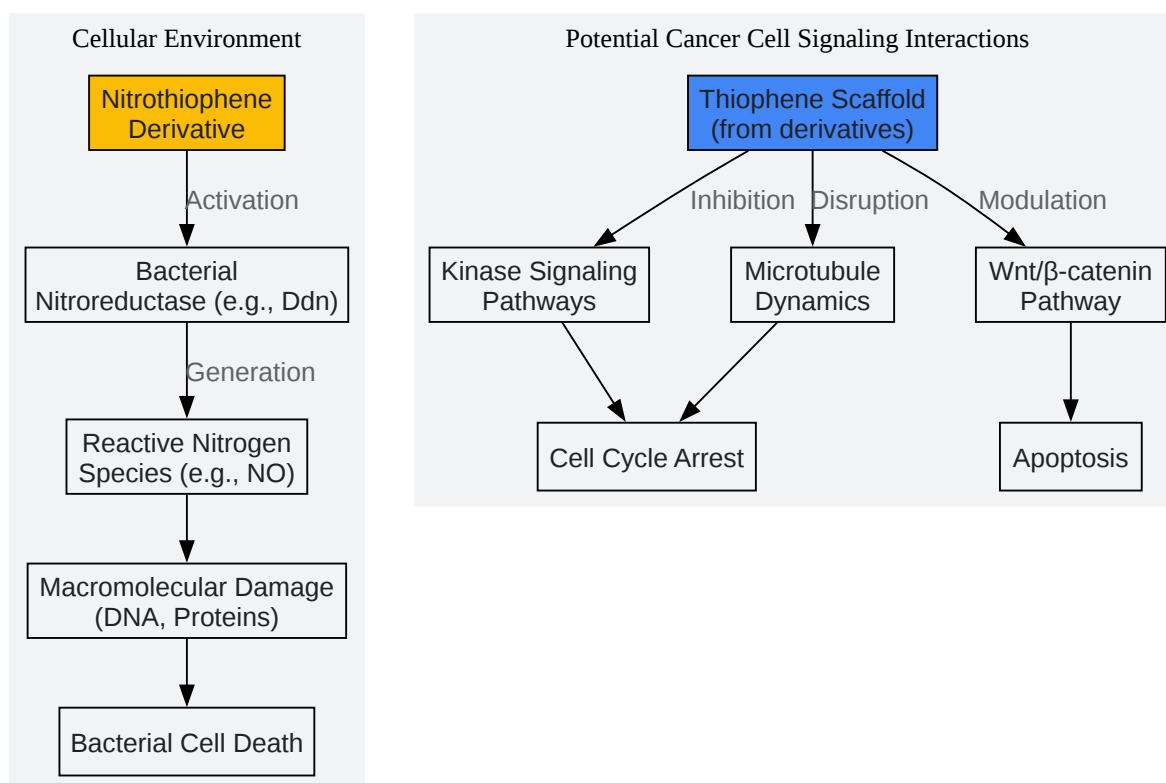 Cellular Environment
Nitrothiophene
Derivative
Activation
Bacterial
Nitroreductase (e.g., Ddn)
Generation
Reactive Nitrogen
Species (e.g., NO)
Macromolecular Damage
(DNA, Proteins)
Bacterial Cell Death
Potential Cancer Cell Signaling Interactions
Thiophene Scaffold
(from derivatives)
Inhibition
Disruption
Modulation
Kinase Signaling
Pathways
Microtubule
Dynamics
Wnt/β-catenin
Pathway
Cell Cycle Arrest
Apoptosis